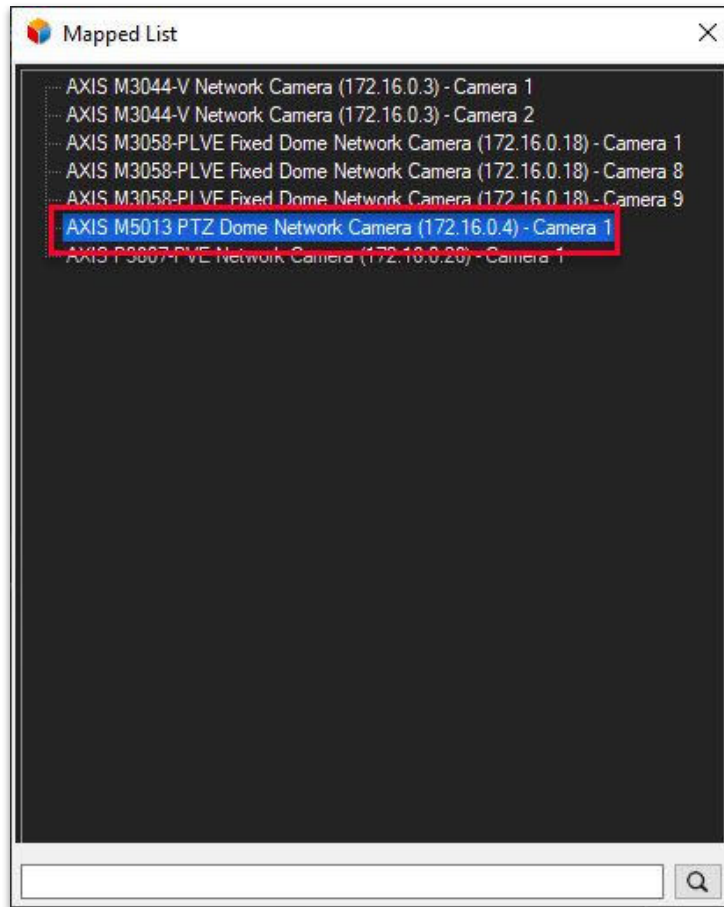 Mapped List
AXIS M3044-V Network Camera (172.16.0.3) - Camera 1
AXIS M3044-V Network Camera (172.16.0.3) - Camera 2
AXIS M3058-PLVE Fixed Dome Network Camera (172.16.0.18) - Camera 1
AXIS M3058-PLVE Fixed Dome Network Camera (172.16.0.18) - Camera 8
AXIS M3058-PLVE Fixed Dome Network Camera (172.16.0.18) - Camera 9
AXIS M5013 PTZ Dome Network Camera (172.16.0.4) - Camera 1
AXIS Network Camera - Camera 1